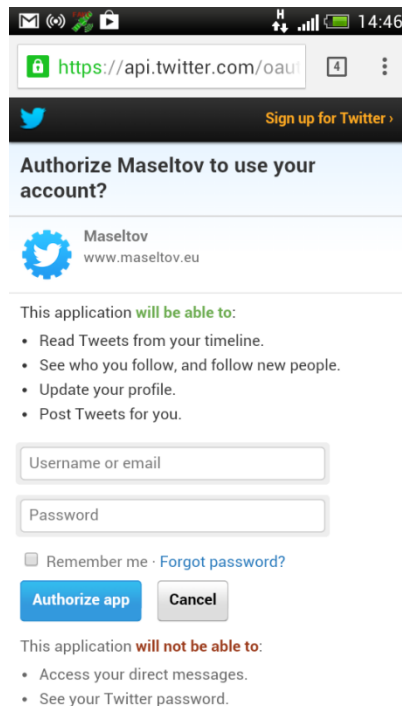 H
14:46
https://api.twitter.com/oaut
4
Sign up for Twitter ›
Authorize Maseltov to use your
account?
Maseltov
www.maseltov.eu
This application will be able to:
• Read Tweets from your timeline.
• See who you follow, and follow new people.
• Update your profile.
• Post Tweets for you.
Username or email
Password
Remember me · Forgot password?
Authorize app
Cancel
This application will not be able to:
• Access your direct messages.
• See your Twitter password.